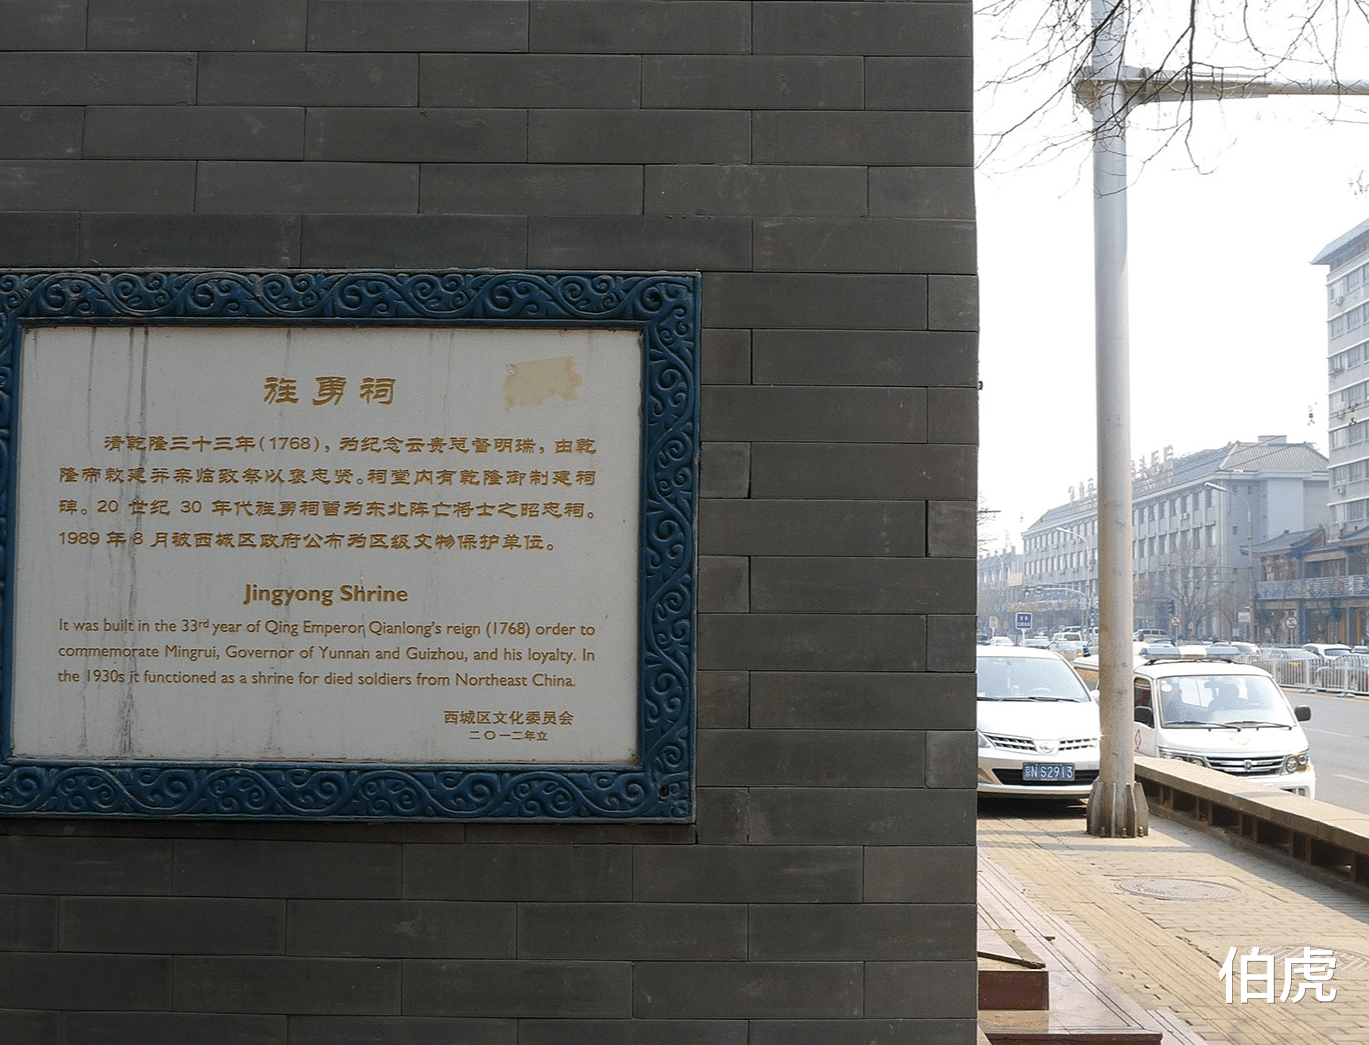 旌勇祠
清乾隆三十三年(1768),为纪念云贵总督明瑞,由乾
隆帝敕建并亲临致祭以褒忠贤。祠堂内有乾隆御制建祠
碑。20 世纪 30 年代旌勇祠暂为东北阵亡将士之昭忠祠。
1989 年 8 月被西城区政府公布为区级文物保护单位。
Jingyong Shrine
It was built in the 33rd year of Qing Emperor Qianlong's reign (1768) order to
commemorate Mingrui, Governor of Yunnah and Guizhou, and his loyalty. In
the 1930s it functioned as a shrine for died soldiers from Northeast China.
西城区文化委员会
二〇一二年立
京N S2913
伯虎